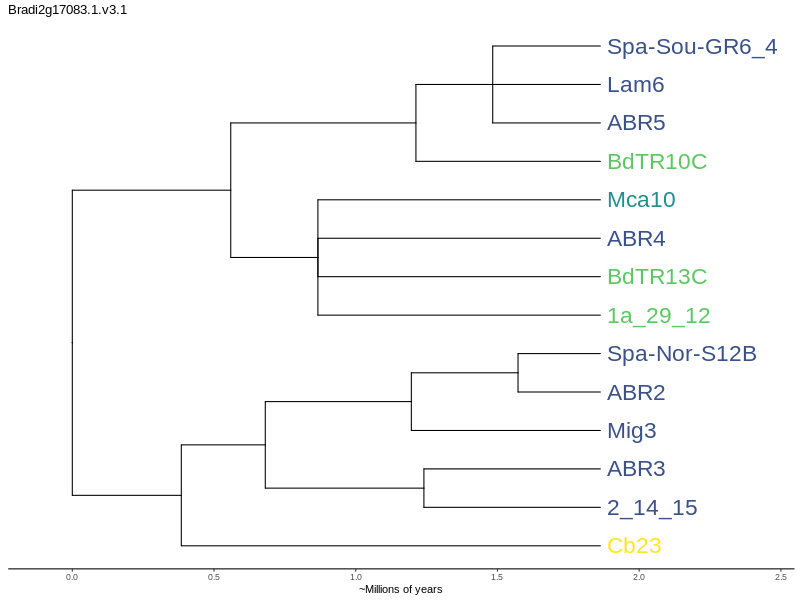 Bradi2g17083.1.v3.1
Spa-Sou-GR6_4
Lam6
ABR5
BdTR10C
Mca10
ABR4
BdTR13C
1a_29_12
Spa-Nor-S12B
ABR2
Mig3
ABR3
2_14_15
Cb23
0.0 0.5 1.0 1.5 2.0 2.5
~Millions of years